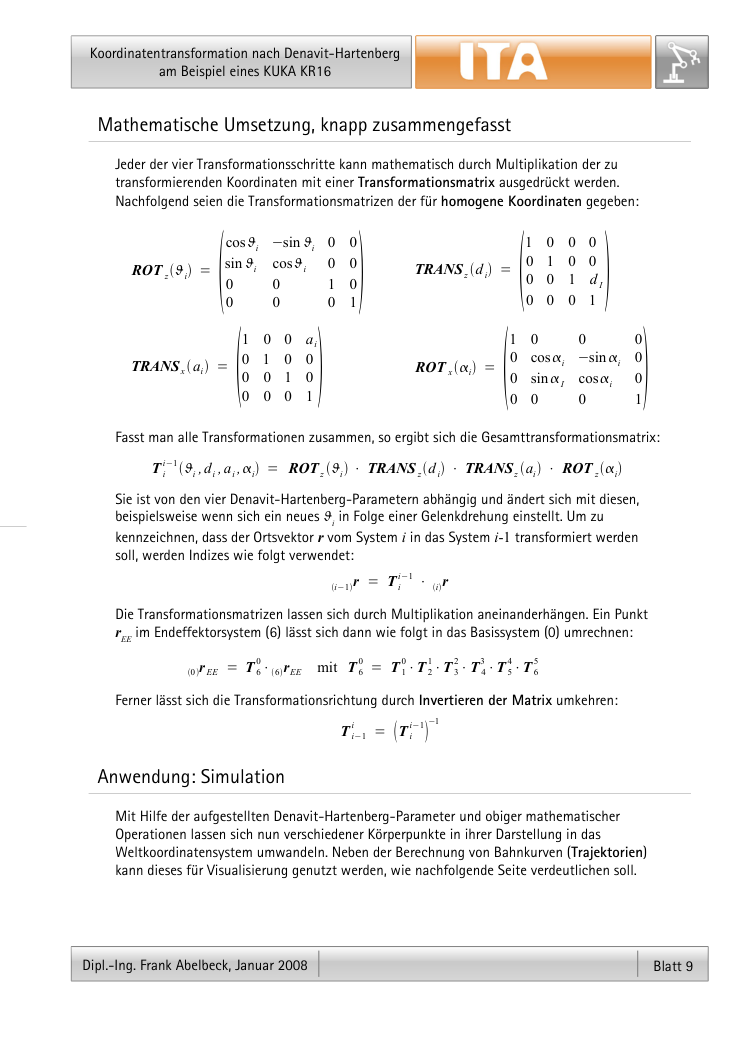 Koordinatentransformation nach Denavit-Hartenberg
am Beispiel eines KUKA KR16
ITA
Mathematische Umsetzung, knapp zusammengefasst
Jeder der vier Transformationsschritte kann mathematisch durch Multiplikation der zu
transformierenden Koordinaten mit einer Transformationsmatrix ausgedrückt werden.
Nachfolgend seien die Transformationsmatrizen der für homogene Koordinaten gegeben:
ROT_z(ϑ_i) = (cos ϑ_i −sin ϑ_i 0 0
sin ϑ_i cos ϑ_i 0 0
0 0 1 0
0 0 0 1)
TRANS_z(d_i) = (1 0 0 0
0 1 0 0
0 0 1 d_I
0 0 0 1)
TRANS_x(a_i) = (1 0 0 a_i
0 1 0 0
0 0 1 0
0 0 0 1)
ROT_x(α_i) = (1 0 0 0
0 cos α_i −sin α_i 0
0 sin α_I cos α_i 0
0 0 0 1)
Fasst man alle Transformationen zusammen, so ergibt sich die Gesamttransformationsmatrix:
T_i^{i−1}(ϑ_i, d_i, a_i, α_i) = ROT_z(ϑ_i) · TRANS_z(d_i) · TRANS_z(a_i) · ROT_z(α_i)
Sie ist von den vier Denavit-Hartenberg-Parametern abhängig und ändert sich mit diesen,
beispielsweise wenn sich ein neues ϑ_i in Folge einer Gelenkdrehung einstellt. Um zu
kennzeichnen, dass der Ortsvektor r vom System i in das System i-1 transformiert werden
soll, werden Indizes wie folgt verwendet:
_(i−1)r = T_i^{i−1} · _(i)r
Die Transformationsmatrizen lassen sich durch Multiplikation aneinanderhängen. Ein Punkt
r_EE im Endeffektorsystem (6) lässt sich dann wie folgt in das Basissystem (0) umrechnen:
_(0)r_EE = T_6^0 · _(6)r_EE mit T_6^0 = T_1^0 · T_2^1 · T_3^2 · T_4^3 · T_5^4 · T_6^5
Ferner lässt sich die Transformationsrichtung durch Invertieren der Matrix umkehren:
T_{i−1}^i = (T_i^{i−1})^{−1}
Anwendung: Simulation
Mit Hilfe der aufgestellten Denavit-Hartenberg-Parameter und obiger mathematischer
Operationen lassen sich nun verschiedener Körperpunkte in ihrer Darstellung in das
Weltkoordinatensystem umwandeln. Neben der Berechnung von Bahnkurven (Trajektorien)
kann dieses für Visualisierung genutzt werden, wie nachfolgende Seite verdeutlichen soll.
Dipl.-Ing. Frank Abelbeck, Januar 2008
Blatt 9